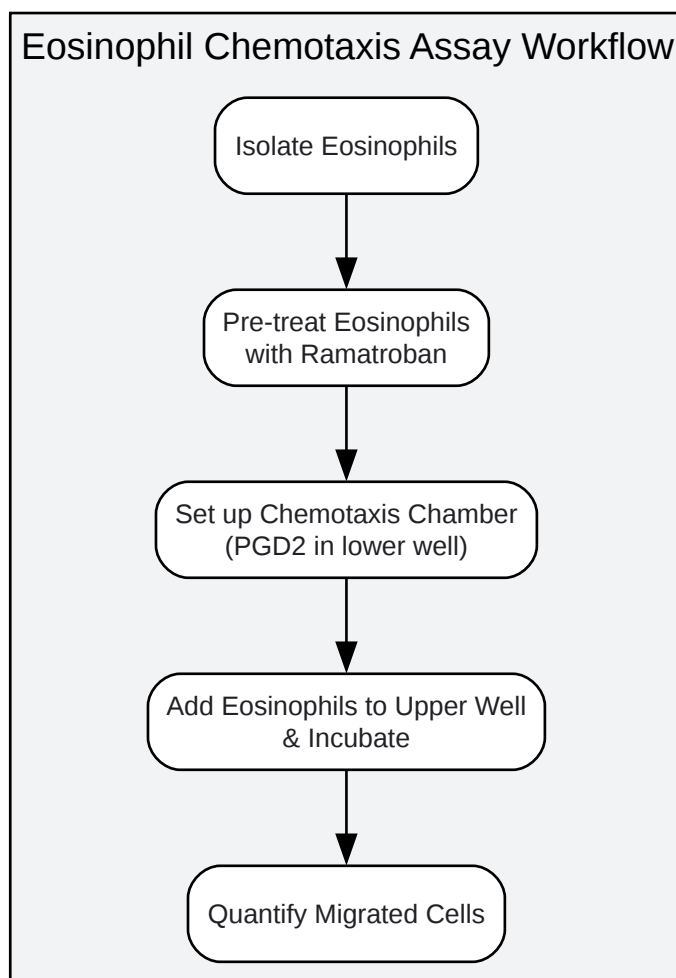 Eosinophil Chemotaxis Assay Workflow
Isolate Eosinophils
Pre-treat Eosinophils
with Ramatroban
Set up Chemotaxis Chamber
(PGD2 in lower well)
Add Eosinophils to Upper Well
& Incubate
Quantify Migrated Cells